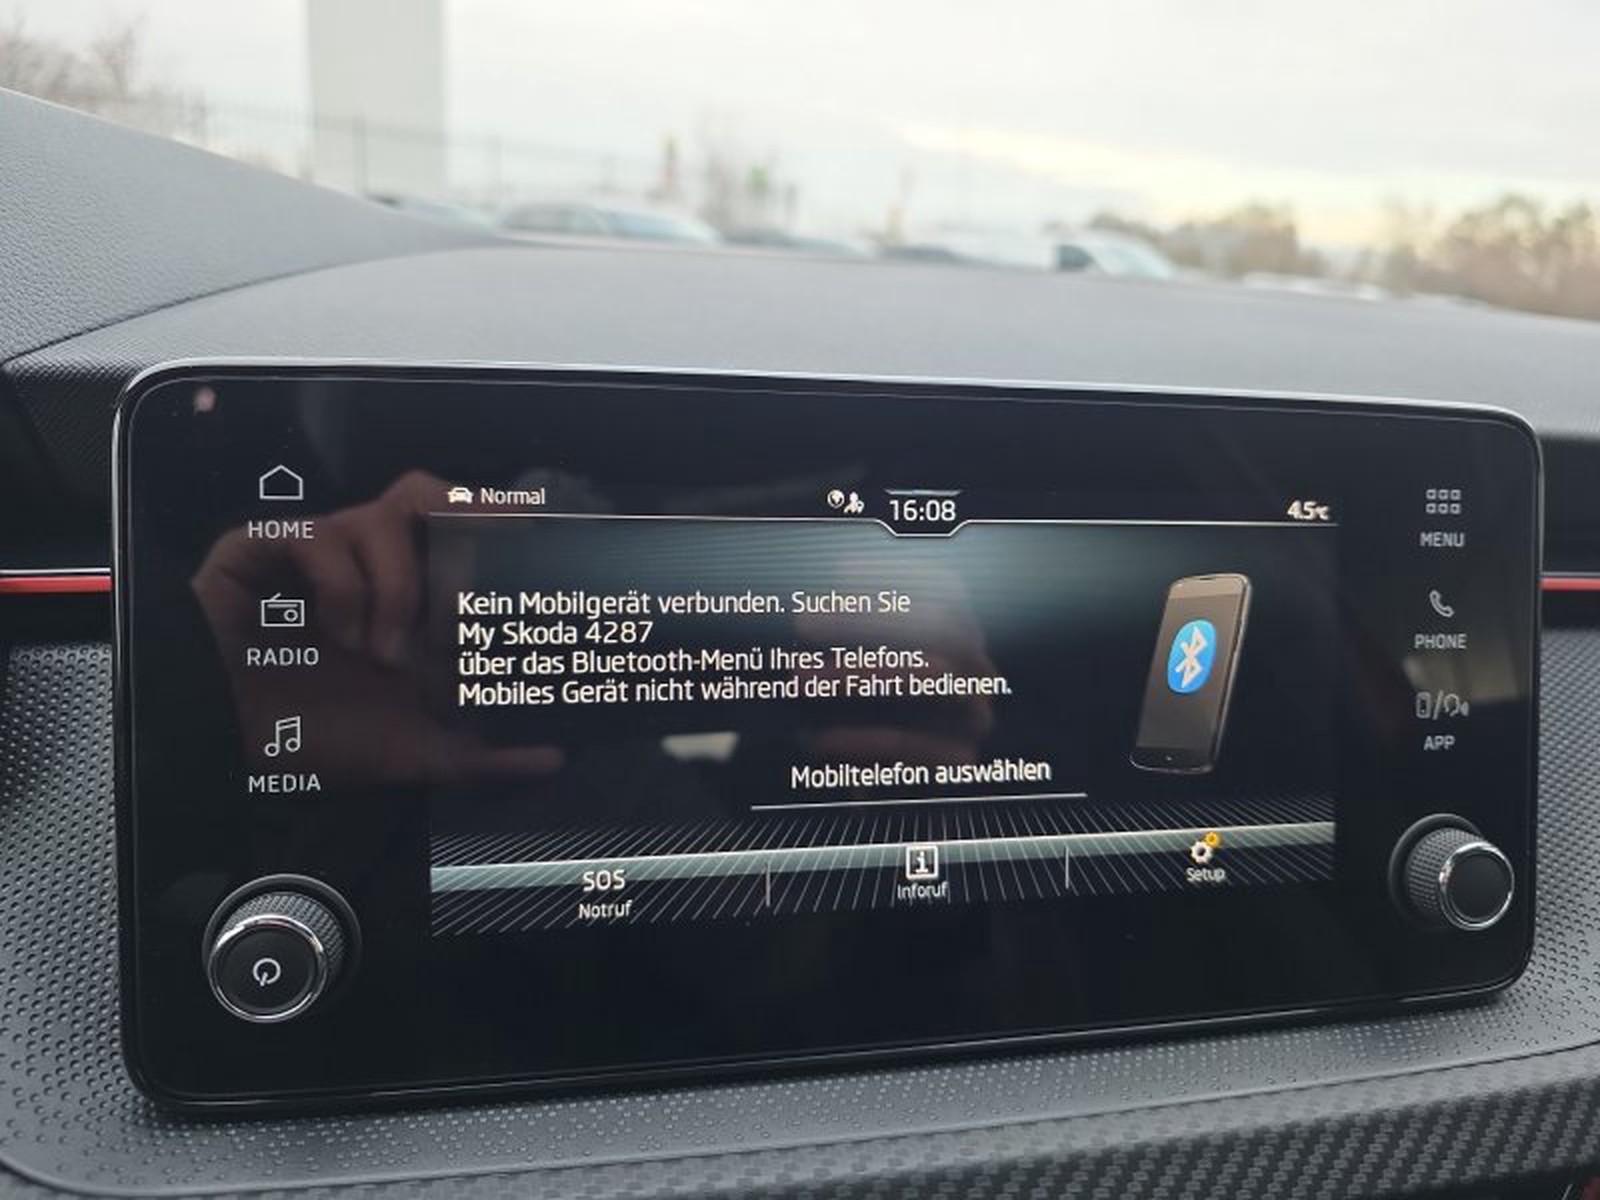 Normal
16:08
4.5°C
HOME
RADIO
MEDIA
Kein Mobilgerät verbunden. Suchen Sie
My Skoda 4287
über das Bluetooth-Menü Ihres Telefons.
Mobiles Gerät nicht während der Fahrt bedienen.
Mobiltelefon auswählen
SOS
Notruf
i
Inforuf
Setup
MENU
PHONE
APP